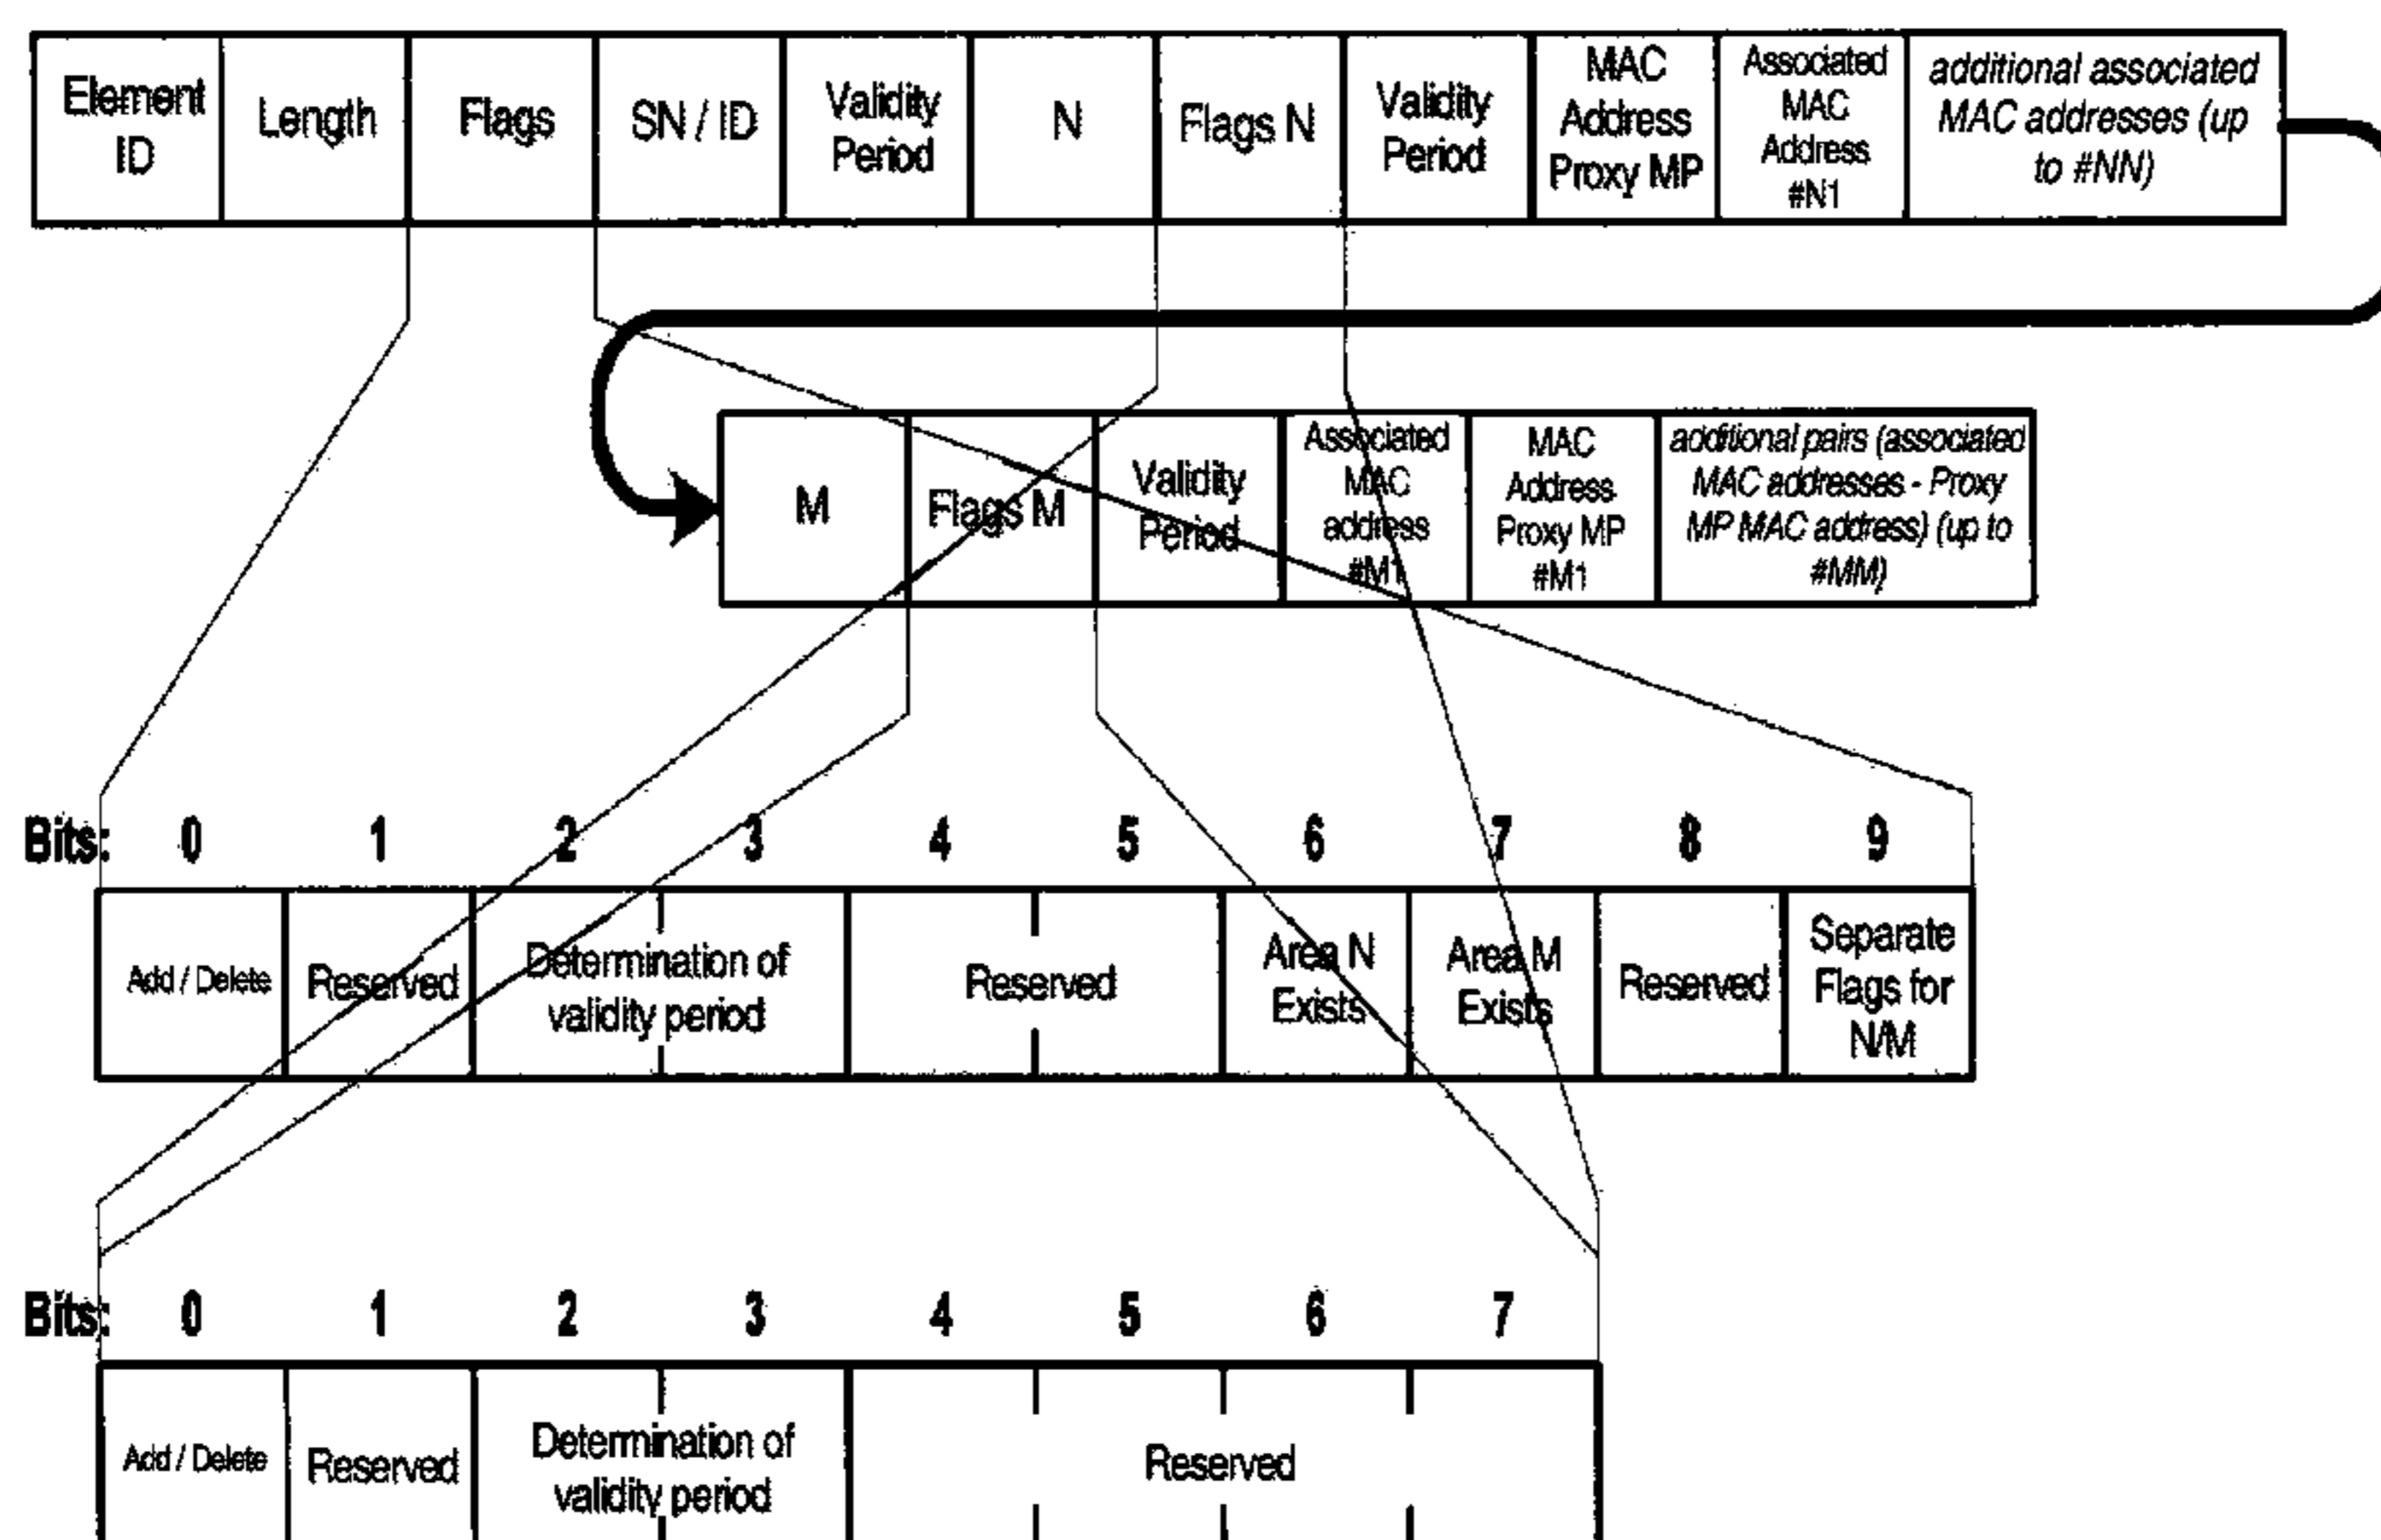 Element
ID
Length
Flags
SN / ID
Validity
Period
N
Flags N
Validity
Period
MAC
Address
Proxy MP
Associated
MAC
Address
#N1
additional associated
MAC addresses (up
to #NN)
M
Flags M
Validity
Period
Associated
MAC
address
#M1
MAC
Address
Proxy MP
#M1
additional pairs (associated
MAC addresses - Proxy
MP MAC address) (up to
#MM)
Bits: 0 1 2 3 4 5 6 7 8 9
Add / Delete
Reserved
Determination of
validity period
Reserved
Area N
Exists
Area M
Exists
Reserved
Separate
Flags for
N/M
Bits: 0 1 2 3 4 5 6 7
Add / Delete
Reserved
Determination of
validity period
Reserved